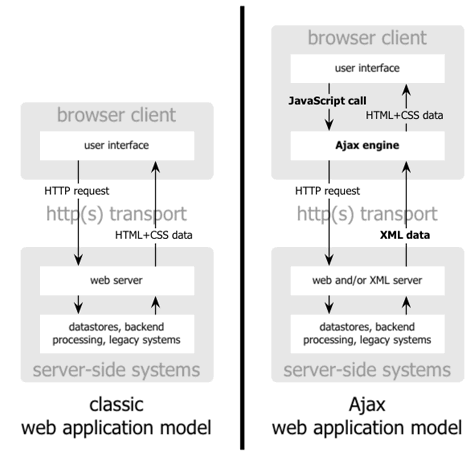 browser client
user interface
HTTP request
http(s) transport
HTML+CSS data
web server
datastores, backend
processing, legacy systems
server-side systems
classic
web application model
browser client
user interface
JavaScript call
HTML+CSS data
Ajax engine
HTTP request
http(s) transport
XML data
web and/or XML server
datastores, backend
processing, legacy systems
server-side systems
Ajax
web application model